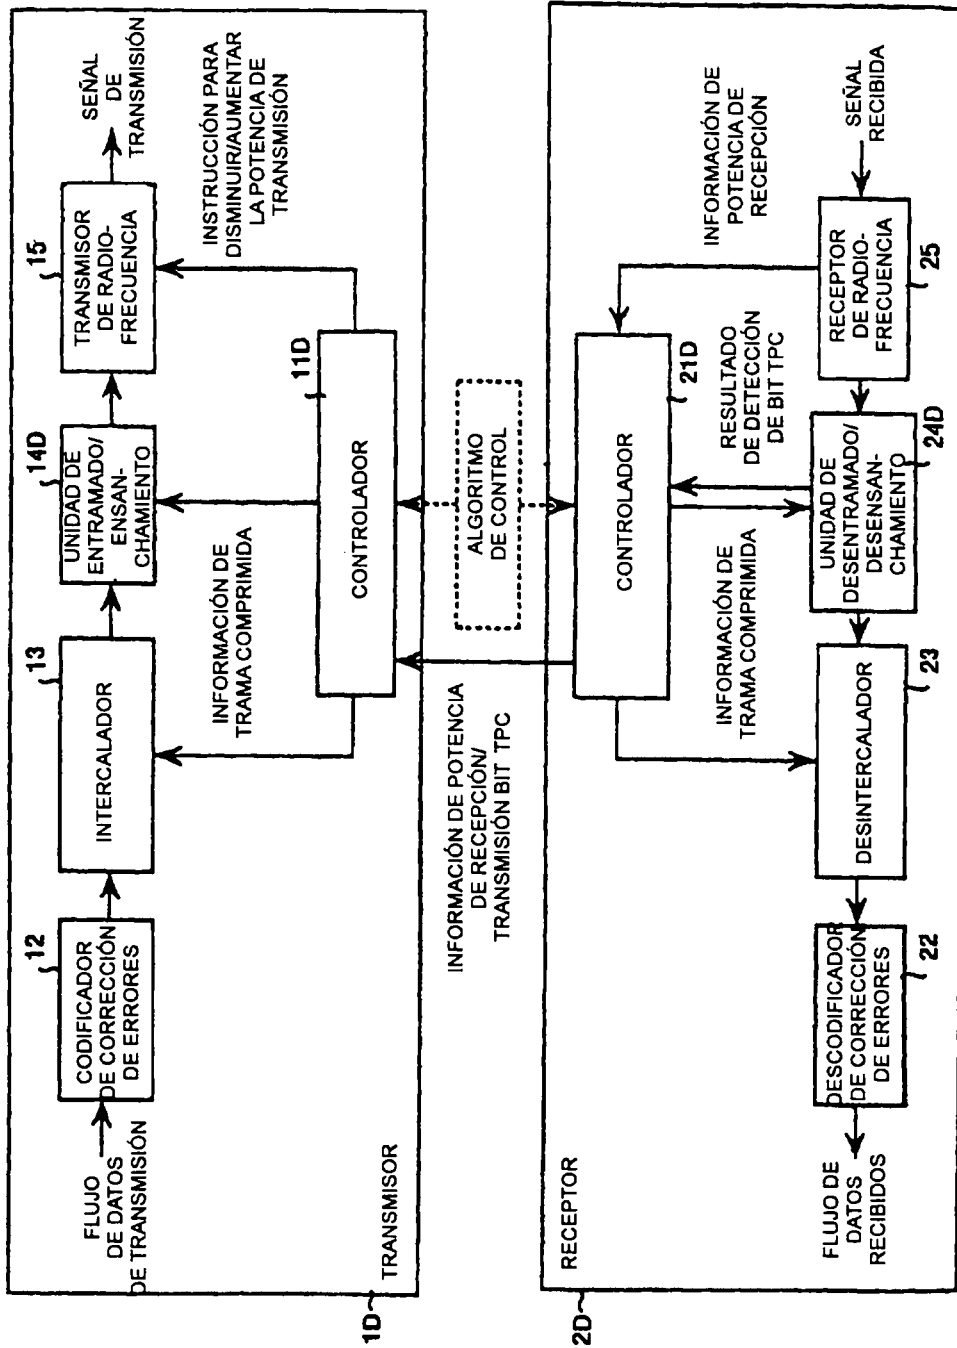 1D
TRANSMISOR
FLUJO
DE DATOS
DE TRANSMISIÓN
12
CODIFICADOR
DE CORRECCIÓN
DE ERRORES
13
INTERCALADOR
14D
UNIDAD DE
ENTRAMADO/
ENSAN-
CHAMIENTO
15
TRANSMISOR
DE RADIO-
FRECUENCIA
SEÑAL
DE
TRANSMISIÓN
INFORMACIÓN DE
TRAMA COMPRIMIDA
INSTRUCCIÓN PARA
DISMINUIR/AUMENTAR
LA POTENCIA DE
TRANSMISIÓN
11D
CONTROLADOR
INFORMACIÓN DE POTENCIA
DE RECEPCIÓN/
TRANSMISIÓN BIT TPC
ALGORITMO
DE CONTROL
2D
RECEPTOR
CONTROLADOR
21D
INFORMACIÓN DE
TRAMA COMPRIMIDA
RESULTADO
DE DETECCIÓN
DE BIT TPC
INFORMACIÓN DE
POTENCIA DE
RECEPCIÓN
FLUJO DE
DATOS
RECIBIDOS
DESCODIFICADOR
DE CORRECCIÓN
DE ERRORES
22
DESINTERCALADOR
23
UNIDAD DE
DESENTRAMADO/
DESENSAN-
CHAMIENTO
24D
RECEPTOR
DE RADIO-
FRECUENCIA
25
SEÑAL
RECIBIDA